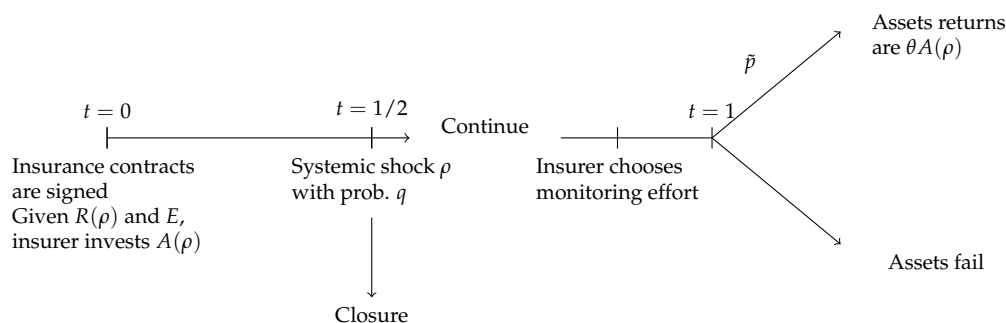 t = 0
Insurance contracts
are signed
Given R(ρ) and E,
insurer invests A(ρ)
t = 1/2
Systemic shock ρ
with prob. q
Closure
Continue
Insurer chooses
monitoring effort
t = 1
p̃
Assets returns
are θA(ρ)
Assets fail